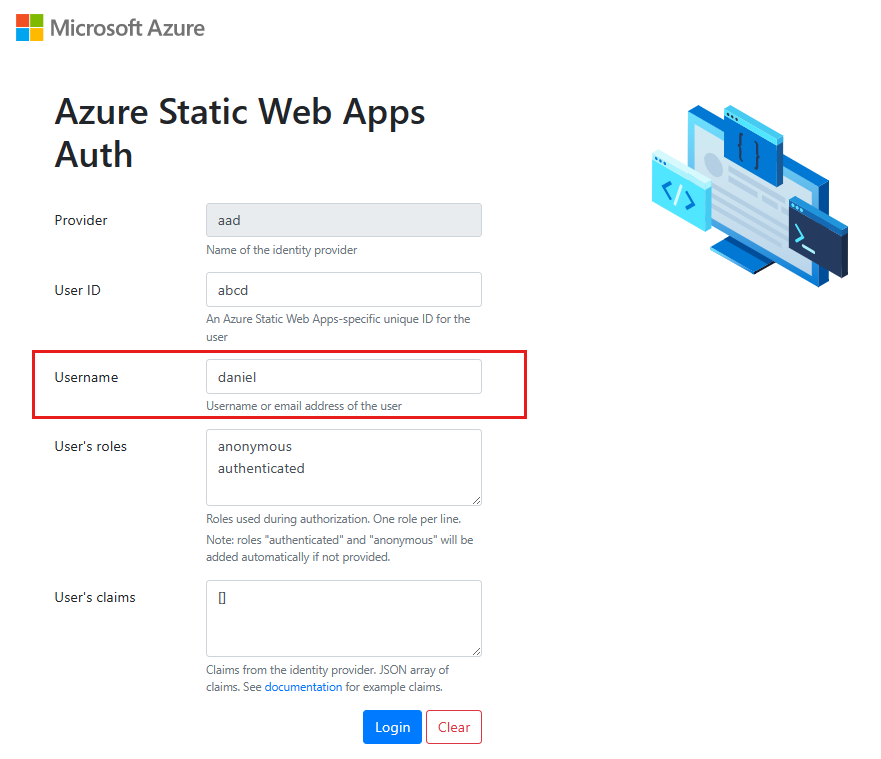 Microsoft Azure
Azure Static Web Apps
Auth
Provider
aad
Name of the identity provider
User ID
abcd
An Azure Static Web Apps-specific unique ID for the
user
Username
daniel
Username or email address of the user
User's roles
anonymous
authenticated
Roles used during authorization. One role per line.
Note: roles "authenticated" and "anonymous" will be
added automatically if not provided.
User's claims
[]
Claims from the identity provider. JSON array of
claims. See documentation for example claims.
Login Clear
{ }
</>
>_